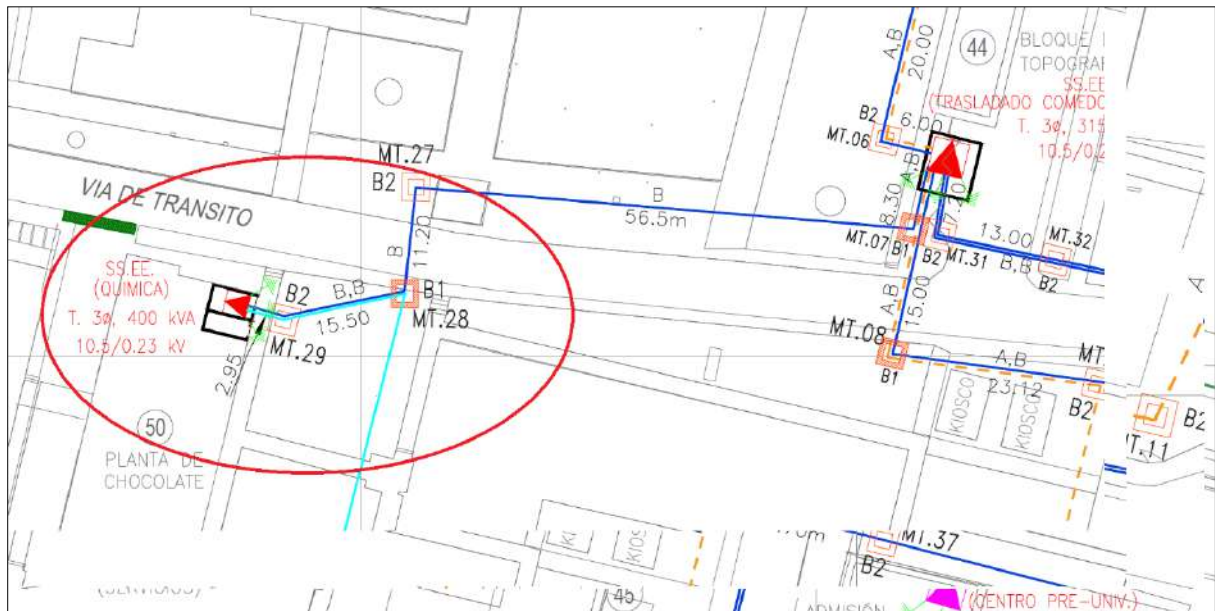 A,B
20.00
44
BLOQUE
TOPOGRAF
SS.EE
(TRASLADADO COMEDO
T. 3ø, 315
10.5/0.2
B2
MT.06
6.00
A,B
8.30
7.20
MT.27
B2
VIA DE TRANSITO
B
56.5m
MT.07
B1
B2
MT.31
13.00
B,B
MT.32
B2
B
11.20
SS.EE.
(QUIMICA)
T. 3ø, 400 kVA
10.5/0.23 kV
B2
B,B
15.50
B1
MT.28
MT.29
2.95
A,B
15.00
MT.08
B1
A,B
23.12
MT.
B2
A
B2
MT.11
KIOSCO
KIOSCO
50
PLANTA DE
CHOCOLATE
KIOSCO
MT.37
B2
(SERVICIOS)
45
ADMISIÓN
(CENTRO PRE-UNIV.)